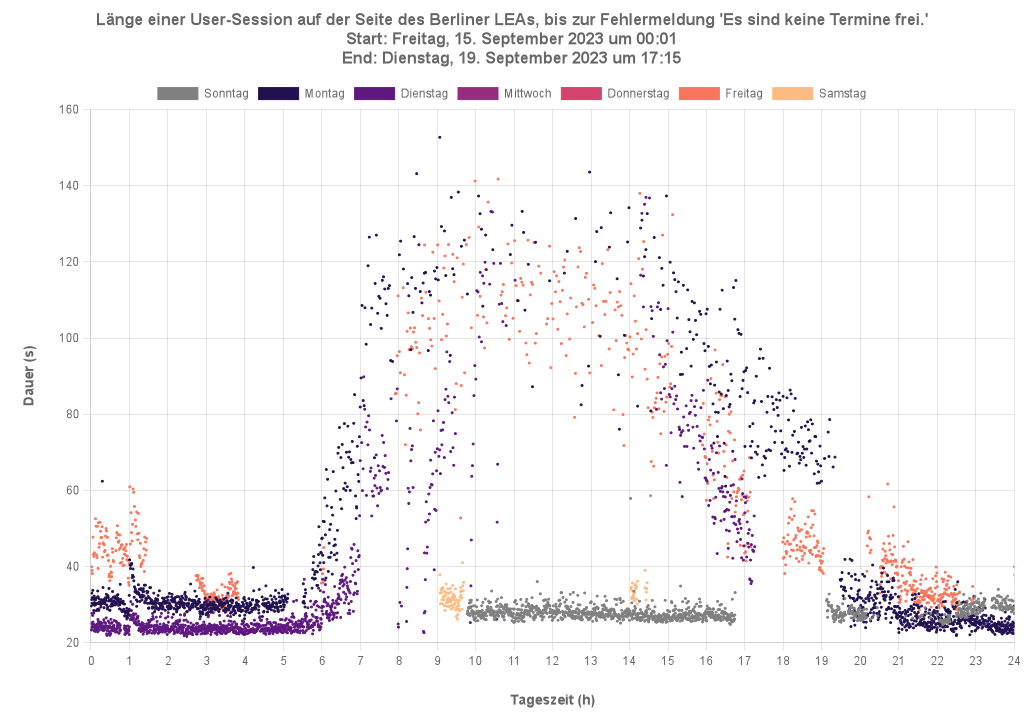 Länge einer User-Session auf der Seite des Berliner LEAs, bis zur Fehlermeldung 'Es sind keine Termine frei.'
Start: Freitag, 15. September 2023 um 00:01
End: Dienstag, 19. September 2023 um 17:15
Sonntag Montag Dienstag Mittwoch Donnerstag Freitag Samstag
160
140
120
100
80
60
40
20
Dauer (s)
0 1 2 3 4 5 6 7 8 9 10 11 12 13 14 15 16 17 18 19 20 21 22 23 24
Tageszeit (h)